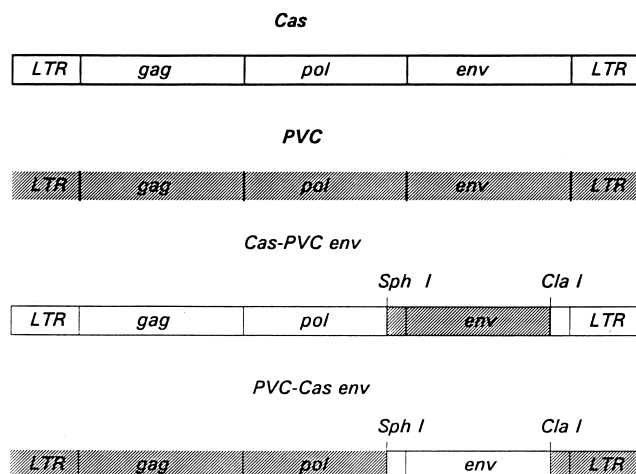 Cas
LTR gag pol env LTR
PVC
LTR gag pol env LTR
Cas-PVC env
Sph I Cla I
LTR gag pol env LTR
PVC-Cas env
Sph I Cla I
LTR gag pol env LTR